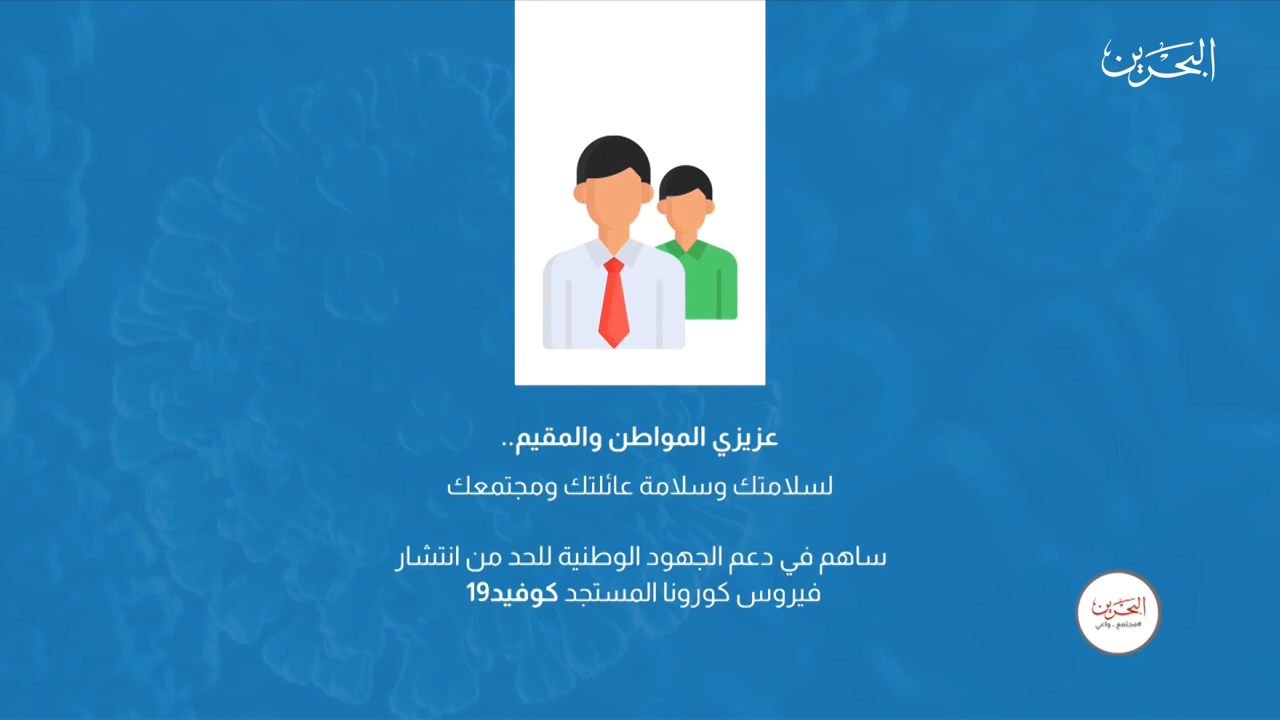 البحرين
عزيزي المواطن والمقيم..
لسلامتك وسلامة عائلتك ومجتمعك
ساهم في دعم الجهود الوطنية للحد من انتشار
فيروس كورونا المستجد كوفيد19
البحرين
#مجتمع_واعي